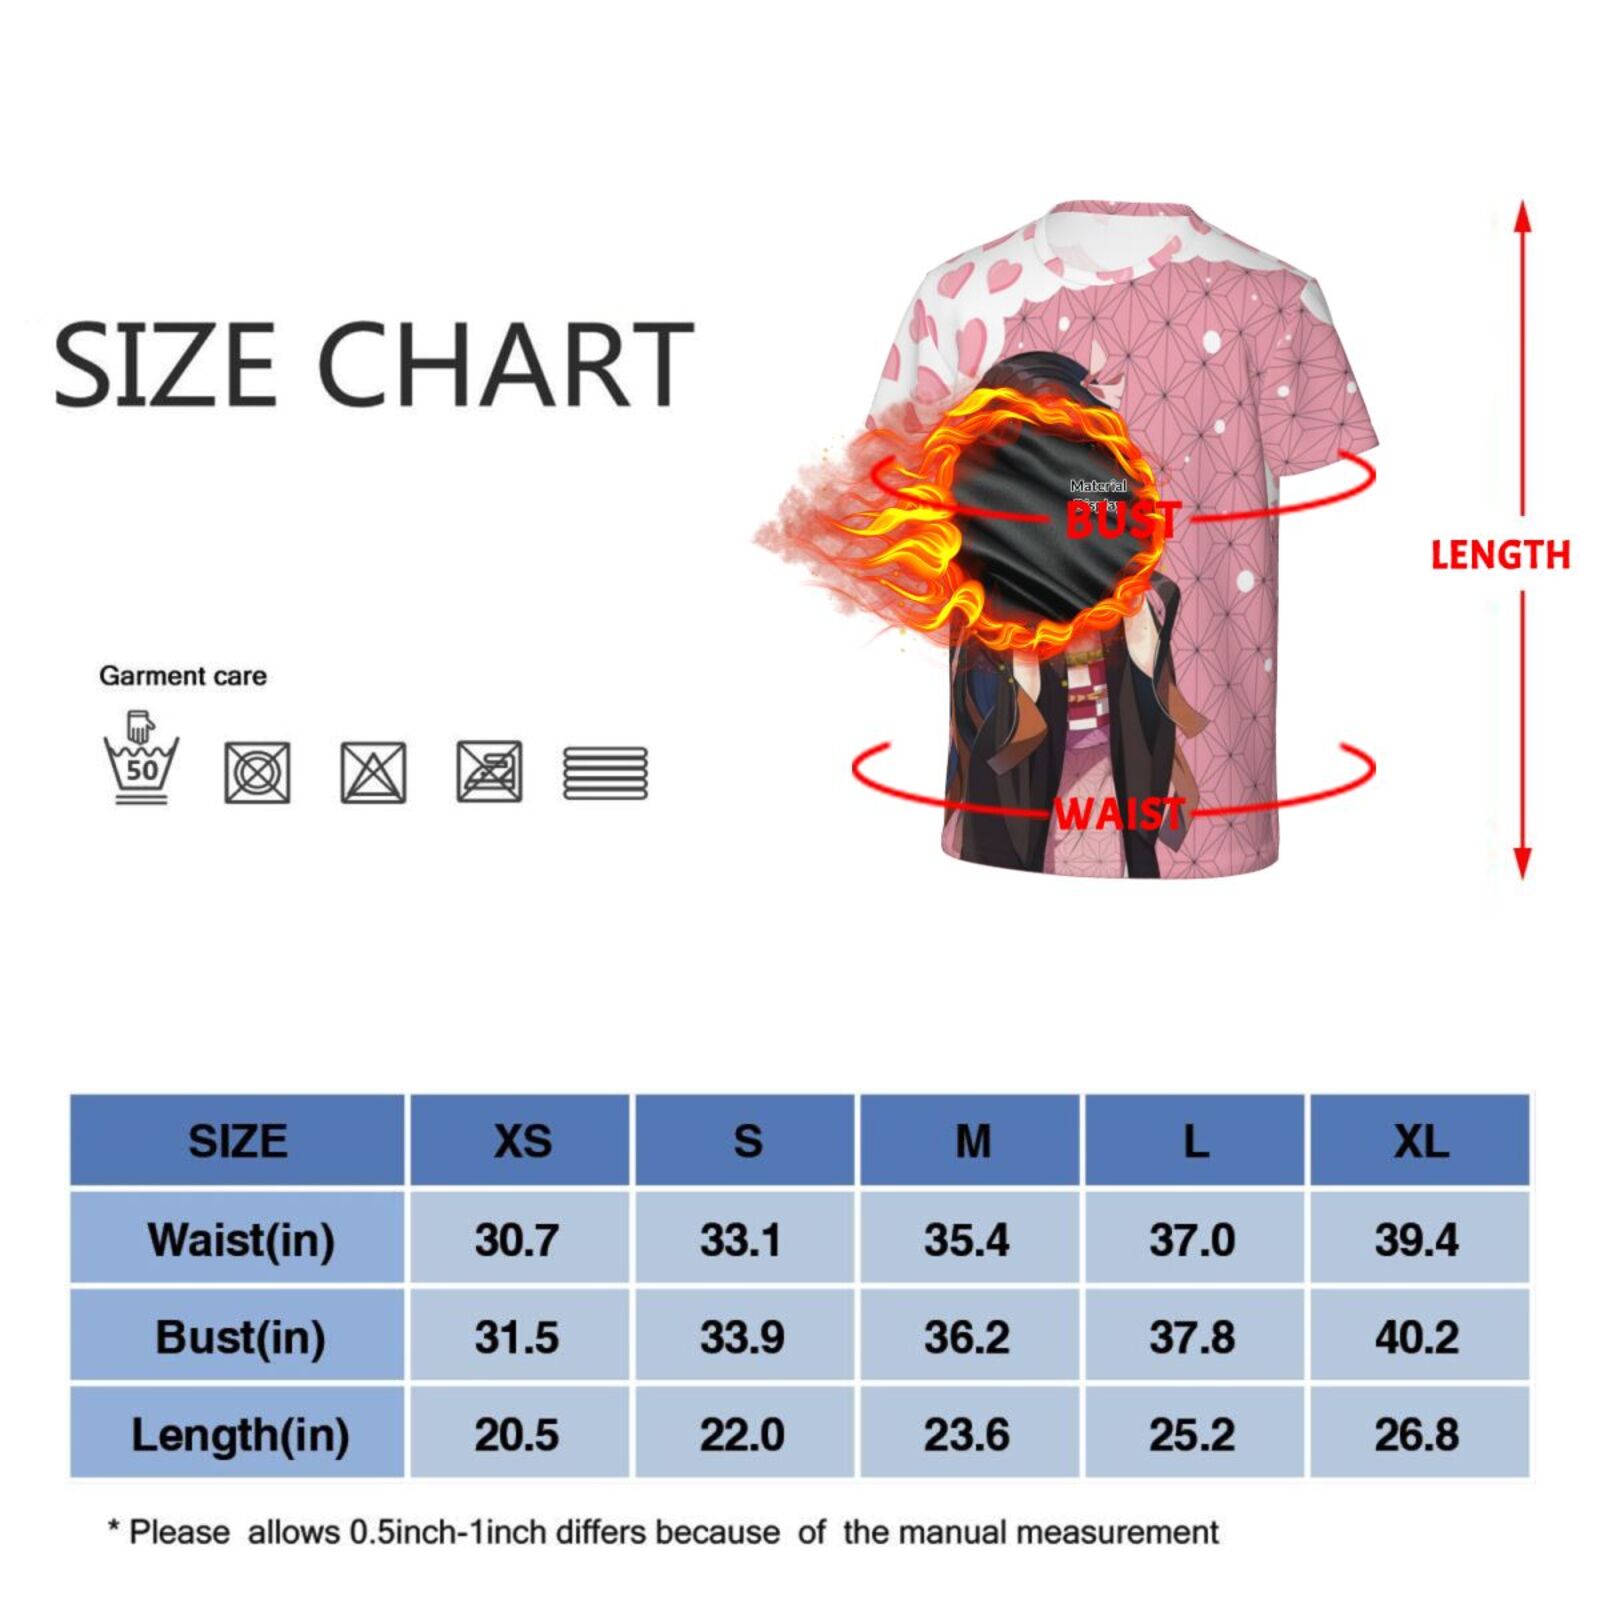 SIZE CHART
Material
Display
BUST
LENGTH
Garment care
50
WAIST
SIZE XS S M L XL
Waist(in) 30.7 33.1 35.4 37.0 39.4
Bust(in) 31.5 33.9 36.2 37.8 40.2
Length(in) 20.5 22.0 23.6 25.2 26.8
* Please allows 0.5inch-1inch differs because of the manual measurement